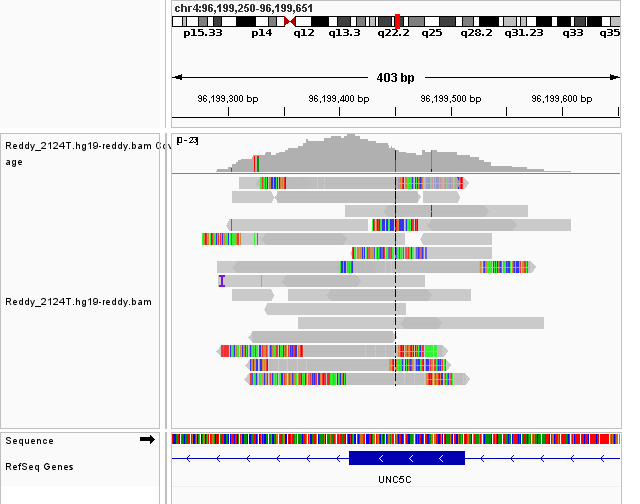 chr4:96,199,250-96,199,651
p15.33 p14 q12 q13.3 q22.2 q25 q28.2 q31.23 q33 q35
403 bp
96,199,300 bp 96,199,400 bp 96,199,500 bp 96,199,600 bp
[0 - 23]
Reddy_2124T.hg19-reddy.bam Cov
age
Reddy_2124T.hg19-reddy.bam
Sequence
RefSeq Genes
UNC5C